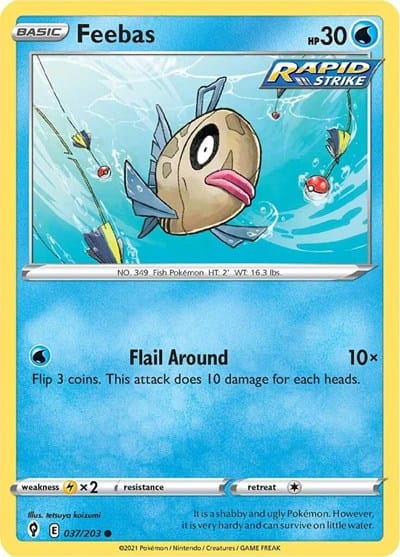 BASIC Feebas HP30
RAPID
STRIKE
NO. 349 Fish Pokémon HT: 2' WT: 16.3 lbs.
Flail Around 10×
Flip 3 coins. This attack does 10 damage for each heads.
weakness ×2 resistance retreat
Illus. tetsuya koizumi
E 037/203
It is a shabby and ugly Pokémon. However,
it is very hardy and can survive on little water.
©2021 Pokémon / Nintendo / Creatures / GAME FREAK